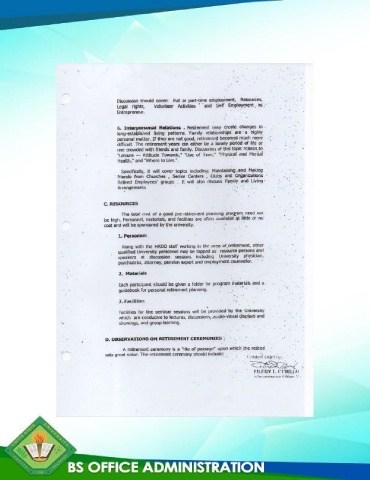 Discussion should cover: Full or part-time employment, Resources,
Legal rights, Volunteer Activities and Self Employment as
Entrepreneur.
6. Interpersonal Relations . Retirement may create changes in
long-established living patterns. Family relationships are a highly
personal matter. If they are not good, retirement becomes much more
difficult. The retirement years can either be a lonely period of life or
one crowded with friends and family. Discussion of this topic relates to
"Leisure — Attitude Towards," "Use of Time," "Physical and Mental
Health," and "Where to Live."
Specifically, it will cover topics including: Maintaining and Making
friends from Churches , Senior Centers , Clubs and Organizations
Retired Employees' groups . It will also discuss Family and Living
Arrangements
C. RESOURCES
The total cost of a good pre-retirement planning program need not
be high. Personnel, materials, and facilities are often available at little or no
cost and will be sponsored by the university.
1. Personnel
Along with the HRDO staff working in the area of retirement, other
qualified University personnel may be tapped as resource persons and
speakers at discussion sessions including University physician,
psychiatrist, attorney, pension expert and employment counsellor.
2. Materials
Each participant should be given a folder for program materials and a
guidebook for personal retirement planning.
3. Facilities
Facilities for the seminar sessions will be provided by the University
which are conducive to lectures, discussions, audio-visual displays and
showings, and group learning.
D. OBSERVATIONS ON RETIREMENT CEREMONIES :
A retirement ceremony is a "rite of passage" upon which the retired
sets great value. The retirement ceremony should include:
BS OFFICE ADMINISTRATION